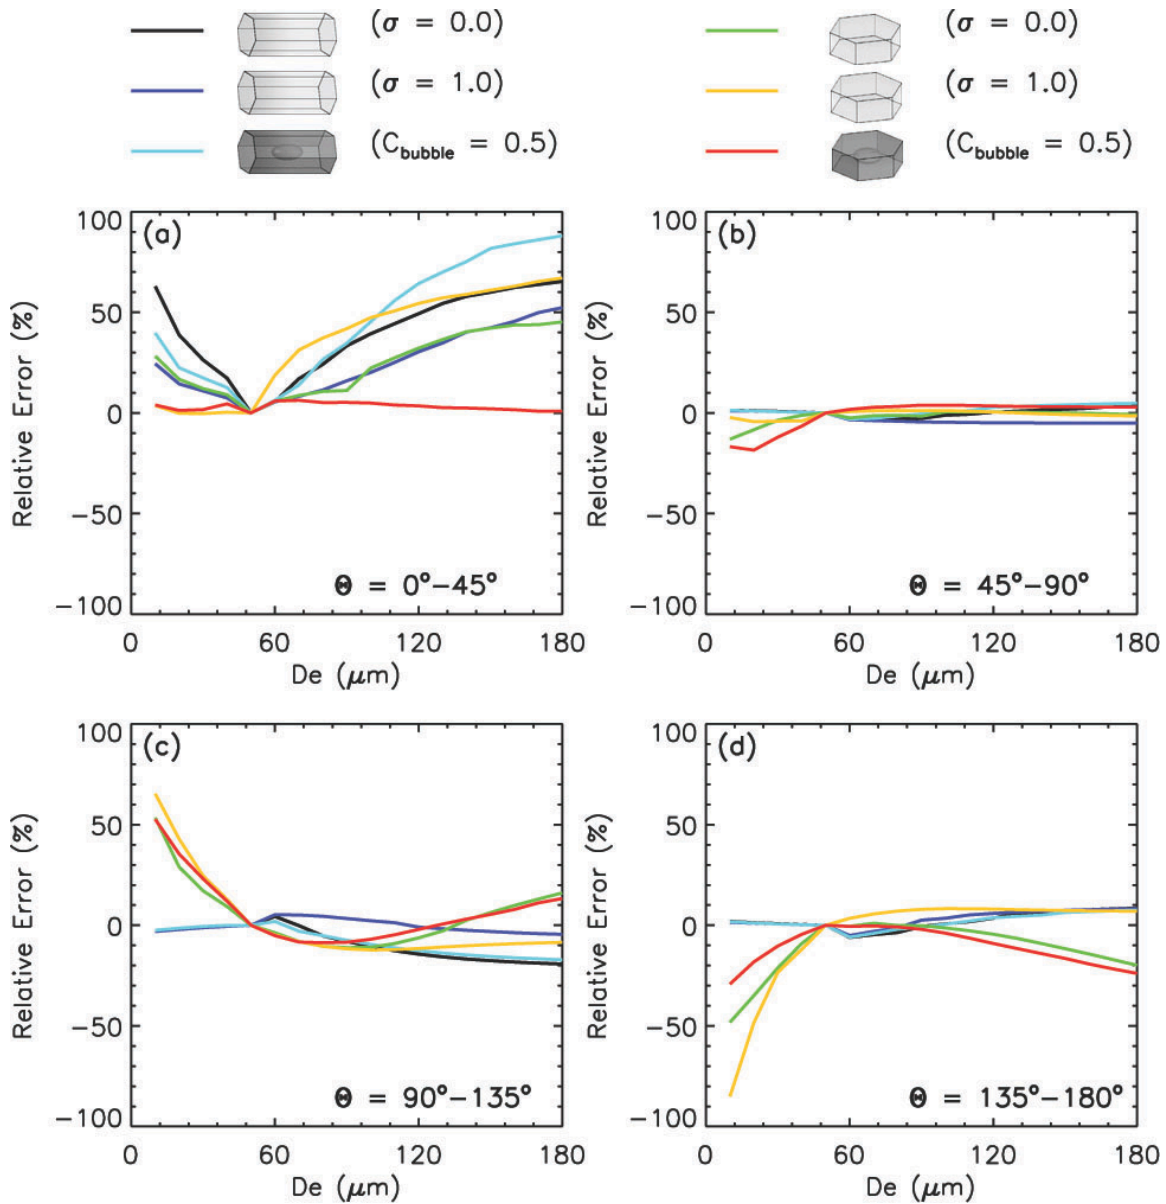 (σ = 0.0) (σ = 0.0)
(σ = 1.0) (σ = 1.0)
(C_bubble = 0.5) (C_bubble = 0.5)
(a)
100
50
0
−50
−100
Relative Error (%)
Θ = 0°−45°
0 60 120 180
De (μm)
(b)
100
50
0
−50
−100
Relative Error (%)
Θ = 45°−90°
0 60 120 180
De (μm)
(c)
100
50
0
−50
−100
Relative Error (%)
Θ = 90°−135°
0 60 120 180
De (μm)
(d)
100
50
0
−50
−100
Relative Error (%)
Θ = 135°−180°
0 60 120 180
De (μm)